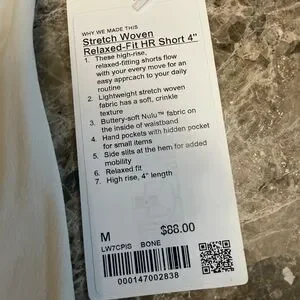 WHY WE MADE THIS
Stretch Woven
Relaxed-Fit HR Short 4"
1. These high-rise,
relaxed-fitting shorts flow
with your every move for an
easy approach to your daily
routine
2. Lightweight stretch woven
fabric has a soft, crinkle
texture
3. Buttery-soft Nulu™ fabric on
the inside of waistband
4. Hand pockets with hidden pocket
for small items
5. Side slits at the hem for added
mobility
6. Relaxed fit
7. High rise, 4" length
M $88.00
LW7CPIS BONE
000147002838